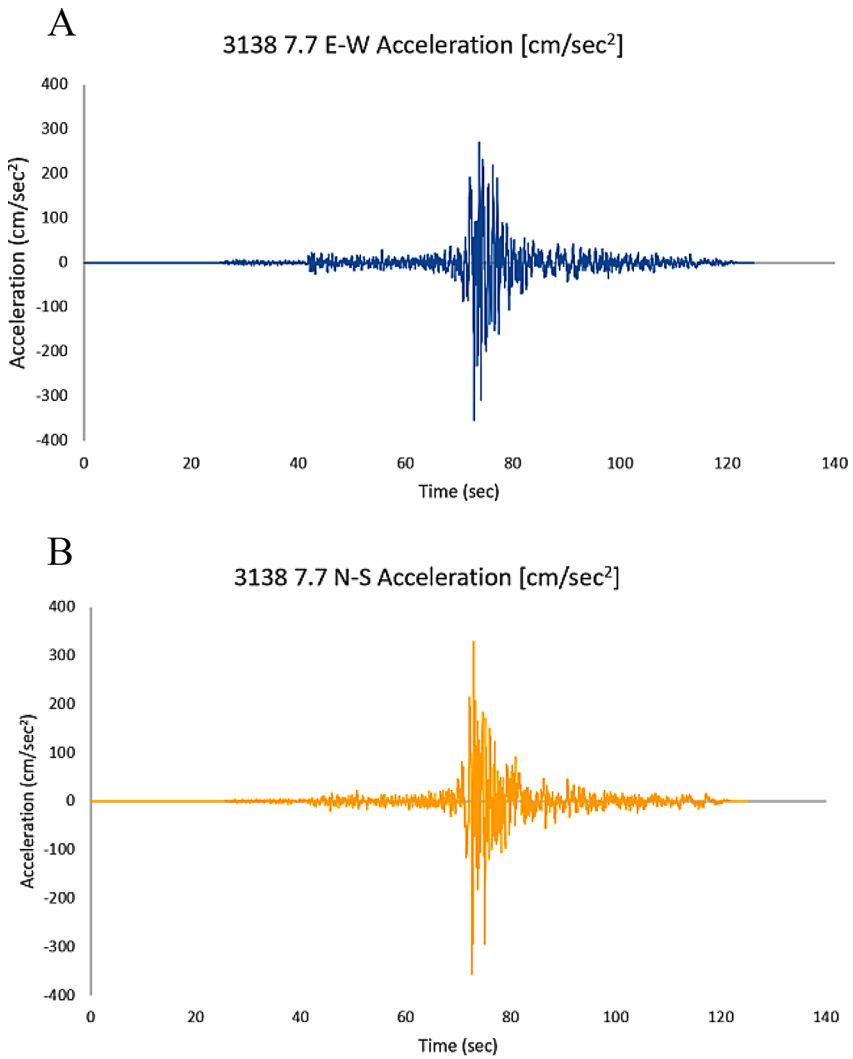 A
3138 7.7 E-W Acceleration [cm/sec²]
400
300
200
100
0
-100
-200
-300
-400
Acceleration (cm/sec²)
0 20 40 60 80 100 120 140
Time (sec)
B
3138 7.7 N-S Acceleration [cm/sec²]
400
300
200
100
0
-100
-200
-300
-400
Acceleration (cm/sec²)
0 20 40 60 80 100 120 140
Time (sec)